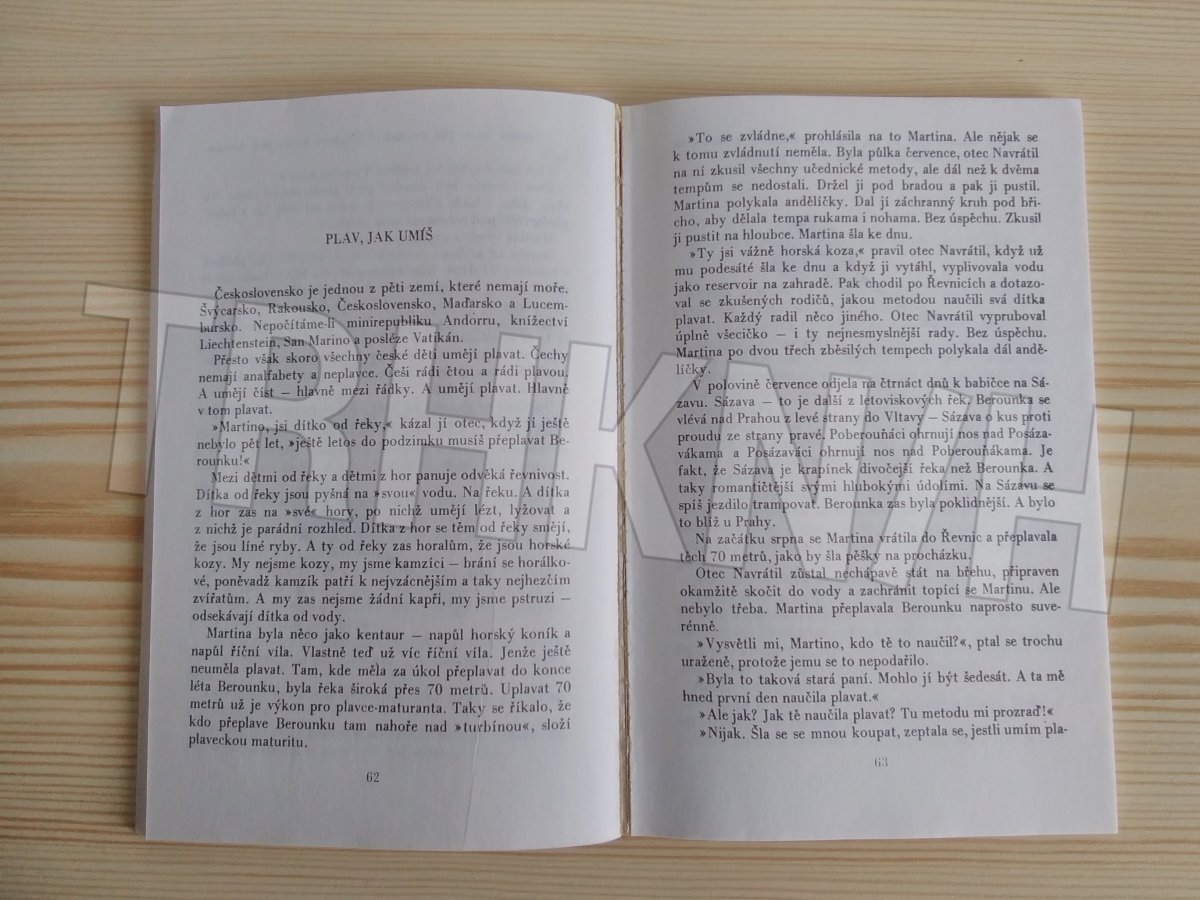 PLAV, JAK UMÍŠ
Československo je jednou z pěti zemí, které nemají moře.
Švýcarsko, Rakousko, Československo, Maďarsko a Lucem-
bursko. Nepočítáme-li minirepubliku Andorru, knížectví
Liechtenstein, San Marino a posléze Vatikán.
Přesto však skoro všechny české děti umějí plavat. Čechy
nemají analfabety a neplavce. Češi rádi čtou a rádi plavou.
A umějí číst – hlavně mezi řádky. A umějí plavat. Hlavně
v tom plavat.
»Martino, jsi dítko od řeky,« kázal jí otec, když jí ještě
nebylo pět let, »ještě letos do podzimku musíš přeplavat Be-
rounku!«
Mezi dětmi od řeky a dětmi z hor panuje odvěká řevnivost.
Dítka od řeky jsou pyšná na »svou« vodu. Na řeku. A dítka
z hor zas na »své« hory, po nichž umějí lézt, lyžovat a
z nichž je parádní rozhled. Dítka z hor se těm od řeky smějí,
že jsou líné ryby. A ty od řeky zas horalům, že jsou horské
kozy. My nejsme kozy, my jsme kamzíci – brání se horálko-
vé, poněvadž kamzík patří k nejvzácnějším a taky nejhezčím
zvířatům. A my zas nejsme žádní kapři, my jsme pstruzi –
odsekávají dítka od vody.
Martina byla něco jako kentaur – napůl horský koník a
napůl říční víla. Vlastně teď už víc říční víla. Jenže ještě
neuměla plavat. Tam, kde měla za úkol přeplavat do konce
léta Berounku, byla řeka široká přes 70 metrů. Uplavat 70
metrů už je výkon pro plavce-maturanta. Taky se říkalo, že
kdo přeplave Berounku tam nahoře nad »turbínou«, složí
plaveckou maturitu.
62
»To se zvládne,« prohlásila na to Martina. Ale nějak se
k tomu zvládnutí neměla. Byla půlka července, otec Navrátil
na ní zkusil všechny učednické metody, ale dál než k dvěma
tempům se nedostali. Držel ji pod bradou a pak ji pustil.
Martina polykala andělíčky. Dal jí záchranný kruh pod bři-
cho, aby dělala tempa rukama i nohama. Bez úspěchu. Zkusil
ji pustit na hloubce. Martina šla ke dnu.
»Ty jsi vážně horská koza,« pravil otec Navrátil, když už
mu podesáté šla ke dnu a když ji vytáhl, vyplivovala vodu
jako reservoir na zahradě. Pak chodil po Řevnicích a dotazo-
val se zkušených rodičů, jakou metodou naučili svá dítka
plavat. Každý radil něco jiného. Otec Navrátil vyprubovat
úplně všecičko – i ty nejnesmyslnější rady. Bez úspěchu.
Martina po dvou třech zběsilých tempech polykala dál andě-
líčky.
V polovině července odjela na čtrnáct dnů k babičce na Sá-
zavu. Sázava – to je další z letoviskových řek, Berounka se
vlévá nad Prahou z levé strany do Vltavy – Sázava o kus proti
proudu ze strany pravé. Poberouňáci ohrnují nos nad Posáza-
vákama a Posázaváci ohrnují nos nad Poberouňákama. Je
fakt, že Sázava je krapínek divočejší řeka než Berounka. A
taky romantičtější svými hlubokými údolími. Na Sázavu se
spíš jezdilo trampovat. Berounka zas byla poklidnější. A bylo
to blíž u Prahy.
Na začátku srpna se Martina vrátila do Řevnic a přeplavala
těch 70 metrů, jako by šla pěšky na procházku.
Otec Navrátil zůstal nechápavě stát na břehu, připraven
okamžitě skočit do vody a zachránit topící se Martinu. Ale
nebylo třeba. Martina přeplavala Berounku naprosto suve-
rénně.
»Vysvětli mi, Martino, kdo tě to naučil?«, ptal se trochu
uraženě, protože jemu se to nepodařilo.
»Byla to taková stará paní. Mohlo jí být šedesát. A ta mě
hned první den naučila plavat.«
»Ale jak? Jak tě naučila plavat? Tu metodu mi prozraď!«
»Nijak. Šla se se mnou koupat, zeptala se, jestli umím pla-
63
TRHKNIH